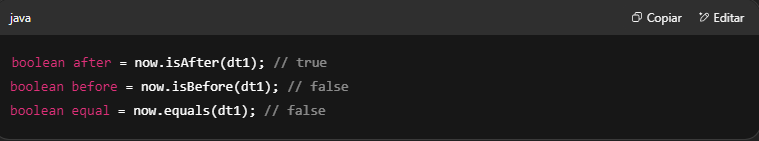 java
Copiar
Editar
boolean after = now.isAfter(dt1); // true
boolean before = now.isBefore(dt1); // false
boolean equal = now.equals(dt1); // false